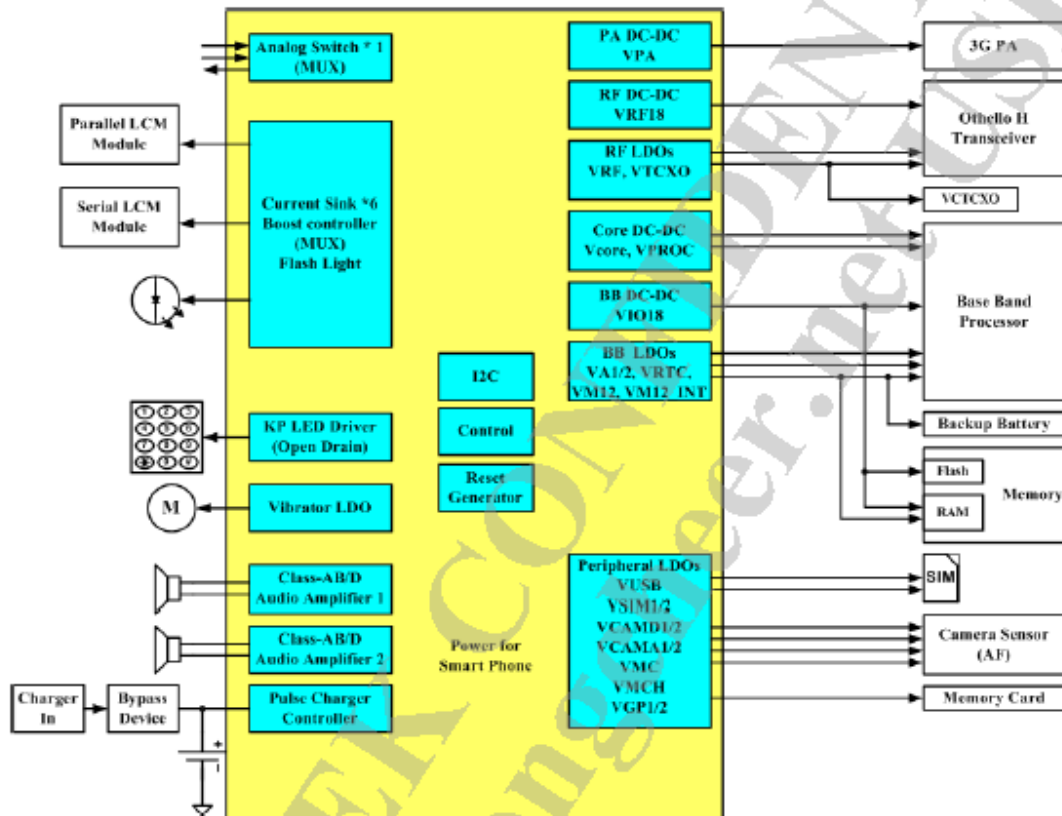 Analog Switch * 1
(MUX)
Parallel LCM
Module
Serial LCM
Module
Current Sink *6
Boost controller
(MUX)
Flash Light
KP LED Driver
(Open Drain)
M
Vibrator LDO
Class-AB/D
Audio Amplifier 1
Class-AB/D
Audio Amplifier 2
Charger
In
Bypass
Device
Pulse Charger
Controller
+
-
I2C
Control
Reset
Generator
Power for
Smart Phone
PA DC-DC
VPA
RF DC-DC
VRF18
RF LDOs
VRF, VTCXO
Core DC-DC
Vcore, VPROC
BB DC-DC
VIO18
BB LDOs
VA1/2, VRTC,
VM12, VM12_INT
Peripheral LDOs
VUSB
VSIM1/2
VCAMD1/2
VCAMA1/2
VMC
VMCH
VGP1/2
3G PA
Othello H
Transceiver
VCTCXO
Base Band
Processor
Backup Battery
Flash
Memory
RAM
SIM
Camera Sensor
(AF)
Memory Card
EK CONFIDENT